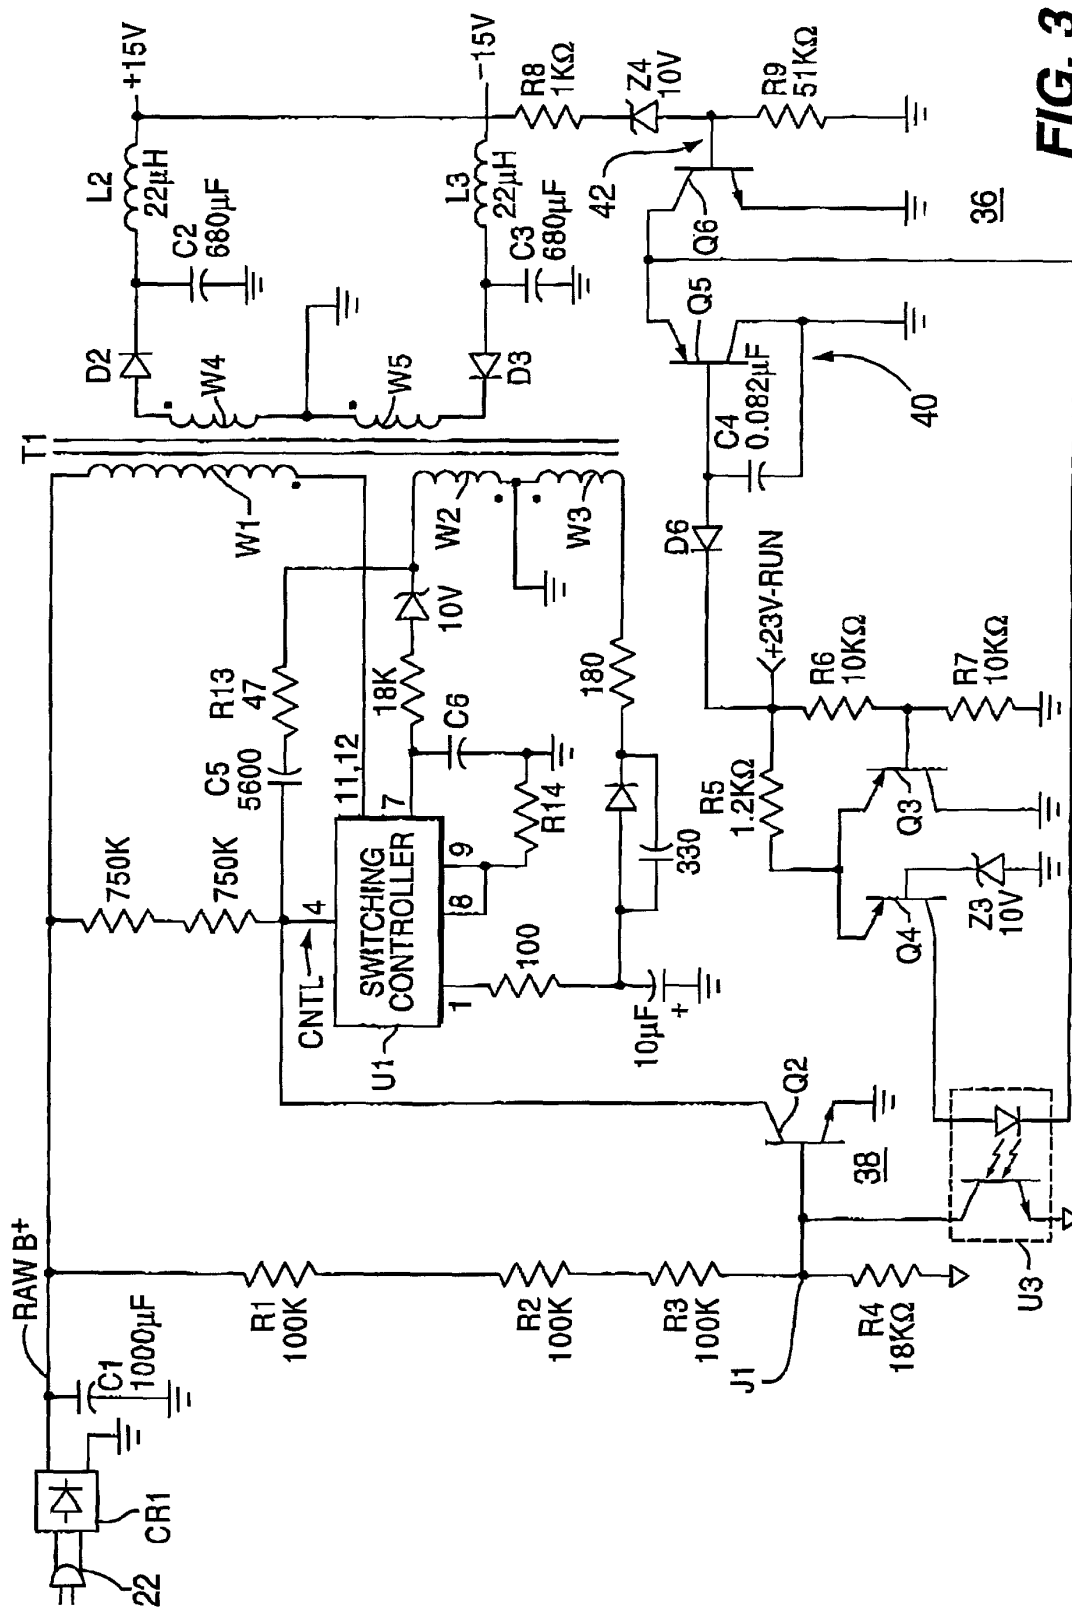 22
CR1
RAW B+
C1
1000µF
R1
100K
R2
100K
R3
100K
J1
R4
18KΩ
U3
38
Q2
750K
750K
CNTL
4
SWITCHING
CONTROLLER
U1
1
8
9
7
11,12
100
10µF
+
330
180
R14
C6
18K
10V
C5
5600
R13
47
T1
W1
W2
W3
W4
W5
D2
C2
680µF
L2
22µH
+15V
D3
C3
680µF
L3
22µH
−15V
R8
1KΩ
Z4
10V
R9
51KΩ
42
Q6
Q5
C4
0.082µF
40
36
D6
+23V-RUN
R5
1.2KΩ
R6
10KΩ
R7
10KΩ
Q3
Q4
Z3
10V
FIG. 3